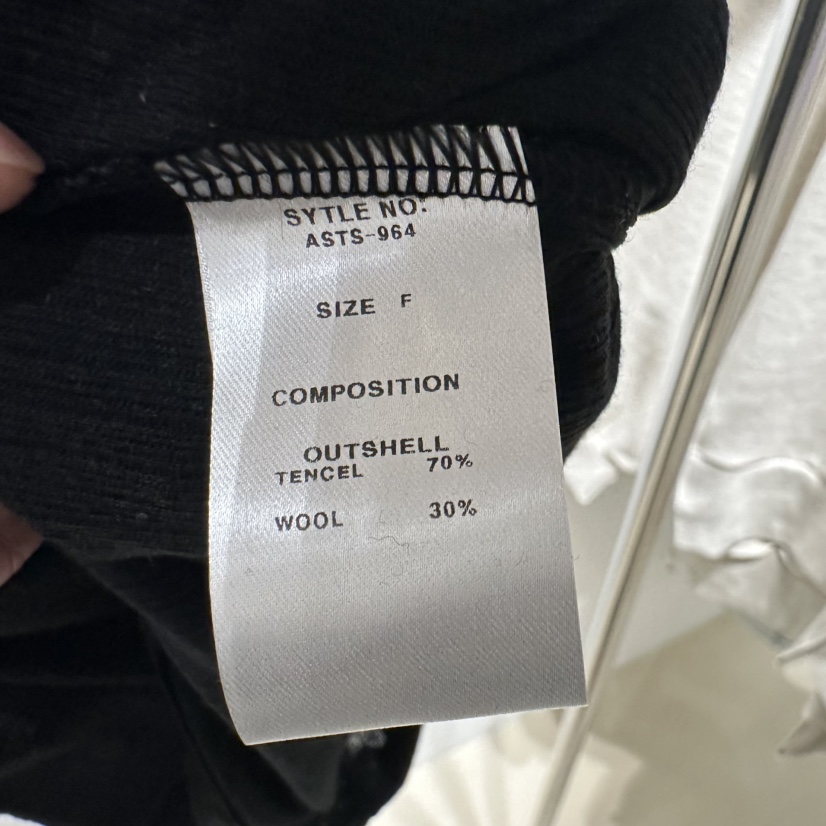 SYTLE NO:
ASTS-964
SIZE F
COMPOSITION
OUTSHELL
TENCEL 70%
WOOL 30%